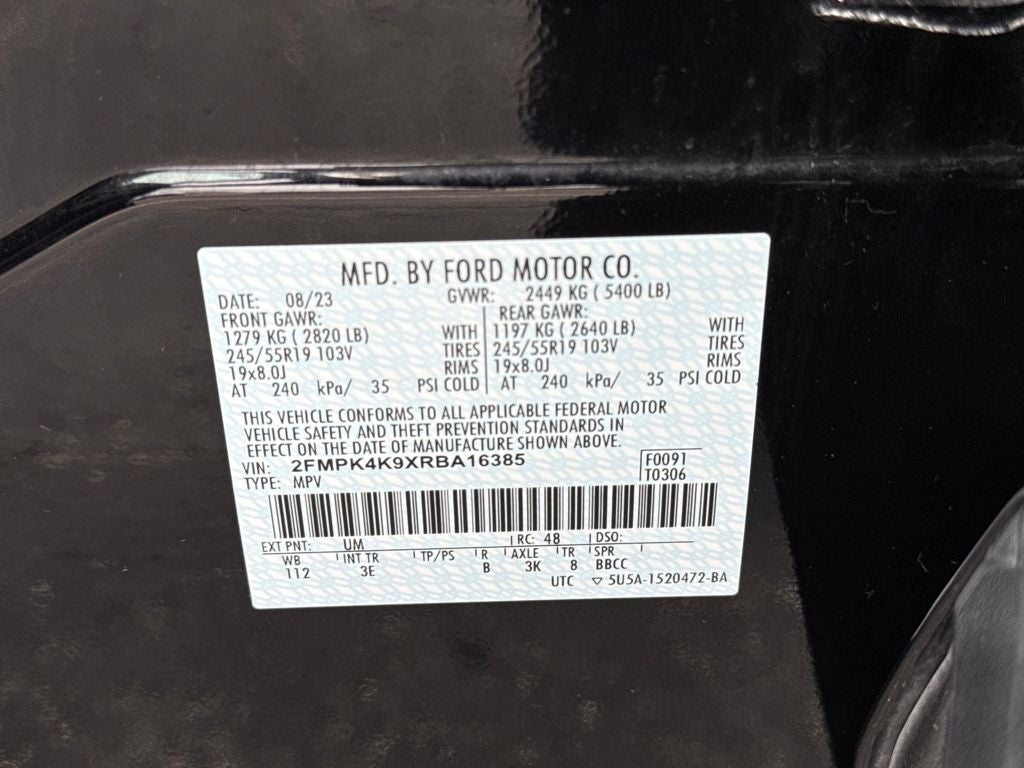 MFD. BY FORD MOTOR CO.
DATE: 08/23 GVWR: 2449 KG ( 5400 LB)
FRONT GAWR: REAR GAWR:
1279 KG ( 2820 LB) WITH 1197 KG ( 2640 LB) WITH
245/55R19 103V TIRES 245/55R19 103V TIRES
19x8.0J RIMS 19x8.0J RIMS
AT 240 kPa/ 35 PSI COLD AT 240 kPa/ 35 PSI COLD
THIS VEHICLE CONFORMS TO ALL APPLICABLE FEDERAL MOTOR
VEHICLE SAFETY AND THEFT PREVENTION STANDARDS IN
EFFECT ON THE DATE OF MANUFACTURE SHOWN ABOVE.
VIN: 2FMPK4K9XRBA16385 F0091
TYPE: MPV T0306
EXT PNT: UM RC: 48 DSO:
WB INT TR TP/PS R AXLE TR SPR
112 3E B 3K 8 BBCC
UTC ▽ 5U5A-1520472-BA